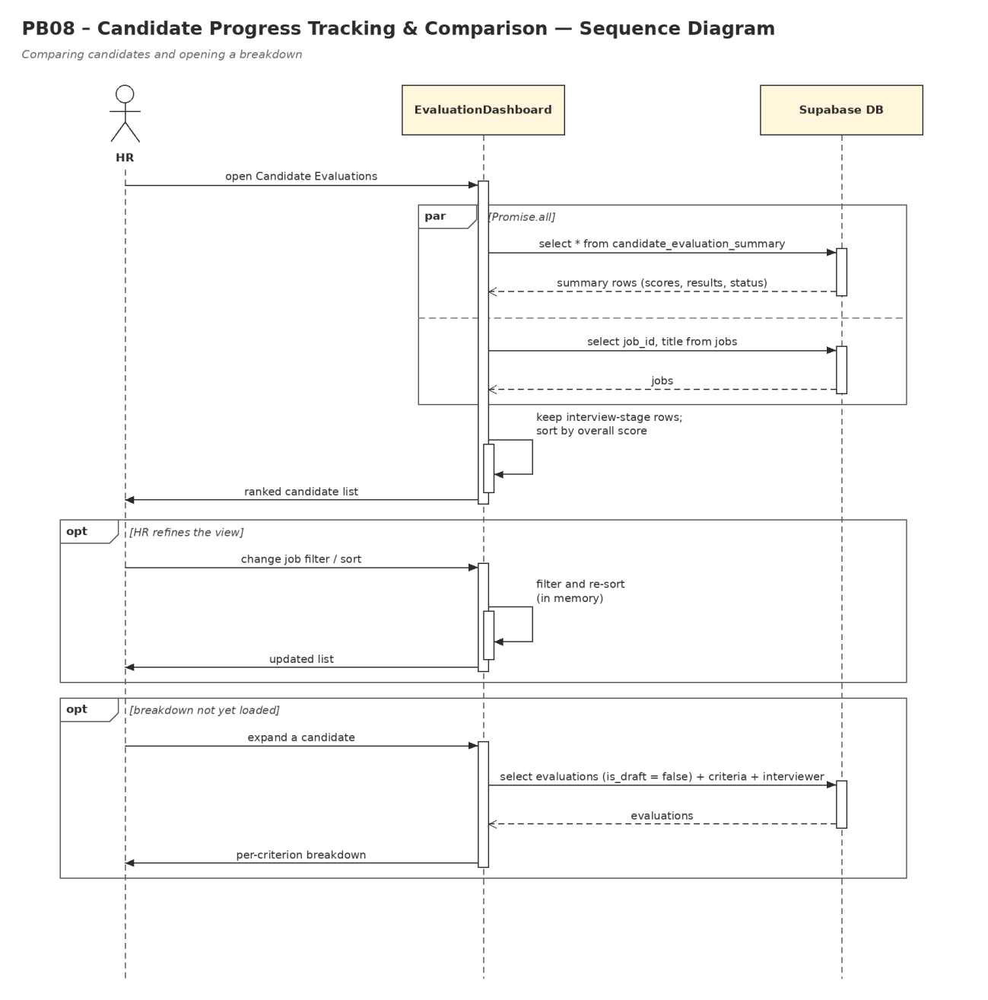 PB08 – Candidate Progress Tracking & Comparison — Sequence Diagram
Comparing candidates and opening a breakdown
HR
EvaluationDashboard
Supabase DB
open Candidate Evaluations
par
[Promise.all]
select * from candidate_evaluation_summary
summary rows (scores, results, status)
select job_id, title from jobs
jobs
keep interview-stage rows;
sort by overall score
ranked candidate list
opt
[HR refines the view]
change job filter / sort
filter and re-sort
(in memory)
updated list
opt
[breakdown not yet loaded]
expand a candidate
select evaluations (is_draft = false) + criteria + interviewer
evaluations
per-criterion breakdown